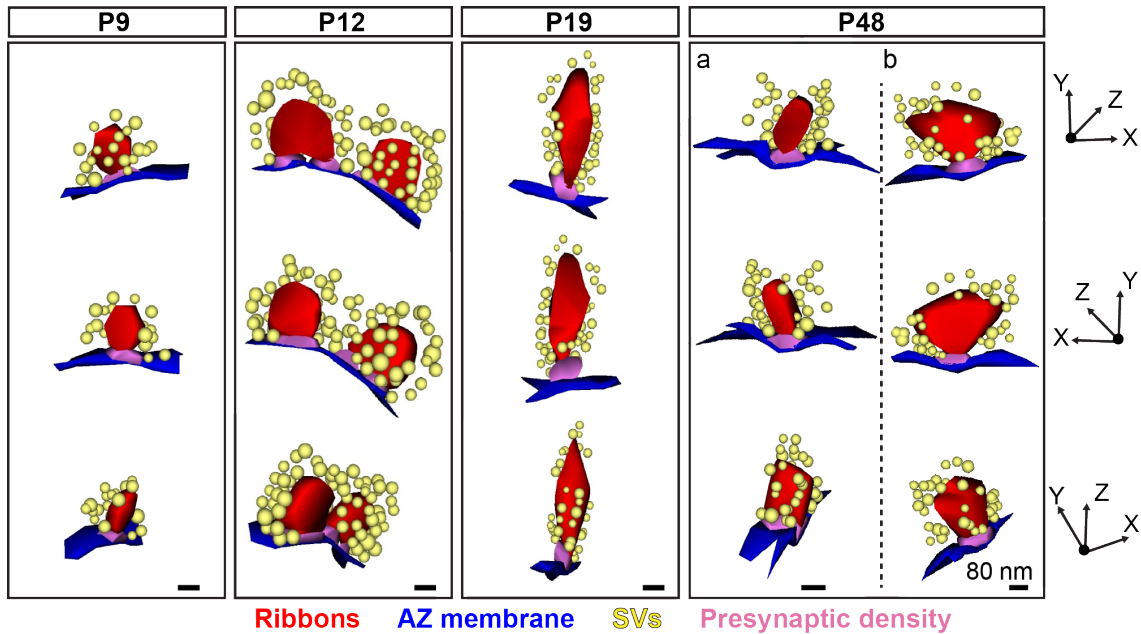 P9 P12 P19 P48
a b
Y Z X
Z Y X
Y Z X
80 nm
Ribbons AZ membrane SVs Presynaptic density